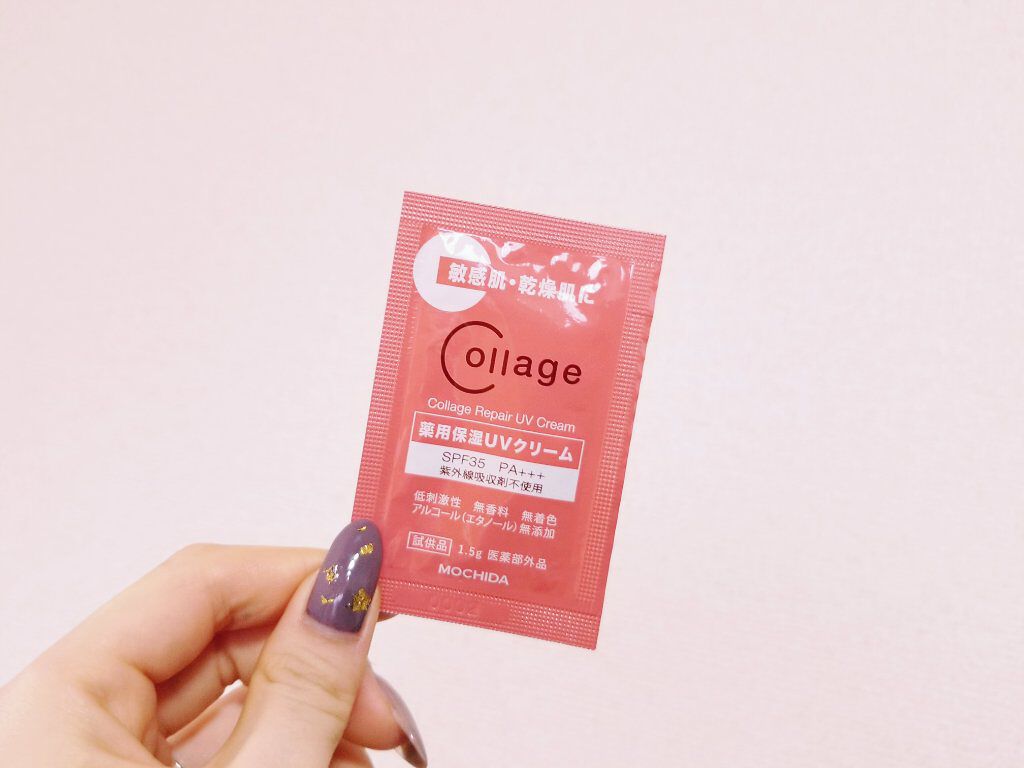 敏感肌・乾燥肌に
Collage
Collage Repair UV Cream
薬用保湿UVクリーム
SPF35 PA+++
紫外線吸収剤不使用
低刺激性 無香料 無着色
アルコール(エタノール)無添加
試供品 1.5g 医薬部外品
MOCHIDA